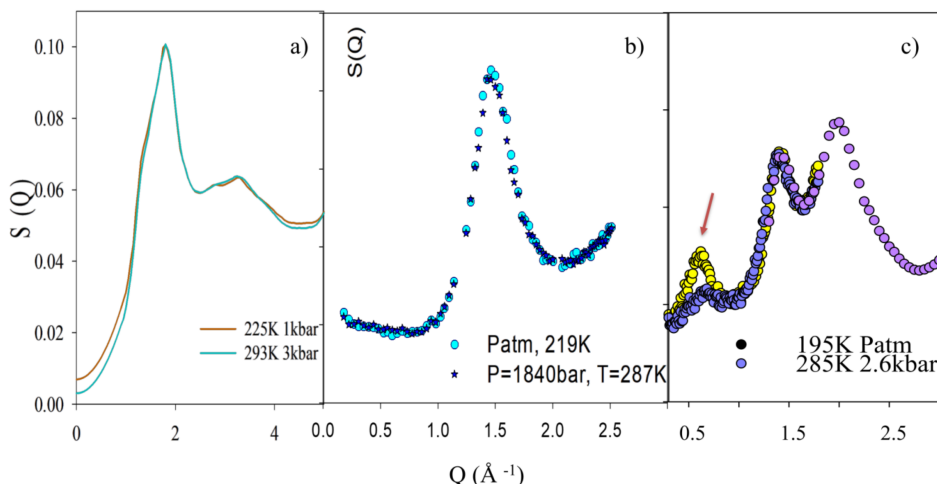 a)
b)
c)
S (Q)
0.10
0.08
0.06
0.04
0.02
0.00
225K 1kbar
293K 3kbar
0 2 4
S(Q)
Patm, 219K
P=1840bar, T=287K
0.0 0.5 1.0 1.5 2.0 2.5 3.0
195K Patm
285K 2.6kbar
0.5 1.5 2.5
Q (Å -1)